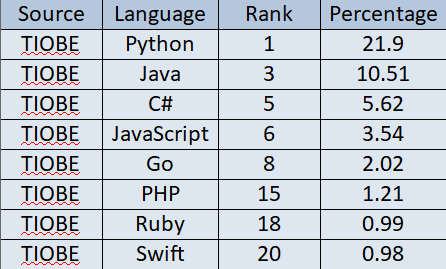 Source Language Rank Percentage
TIOBE Python 1 21.9
TIOBE Java 3 10.51
TIOBE C# 5 5.62
TIOBE JavaScript 6 3.54
TIOBE Go 8 2.02
TIOBE PHP 15 1.21
TIOBE Ruby 18 0.99
TIOBE Swift 20 0.98